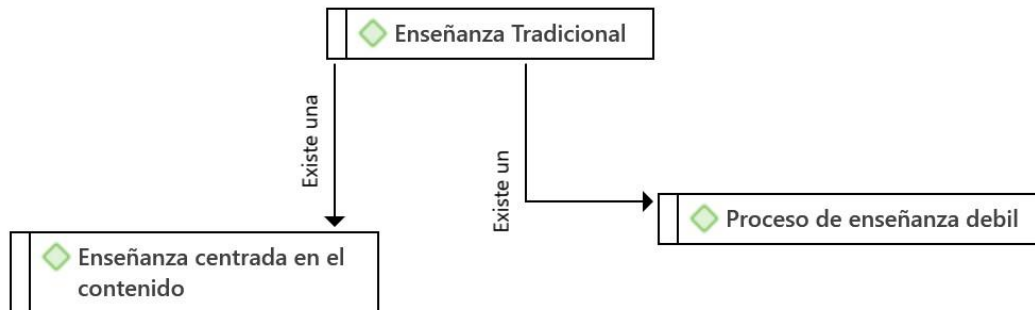 Enseñanza Tradicional
Existe una
Existe un
Proceso de enseñanza debil
Enseñanza centrada en el
contenido